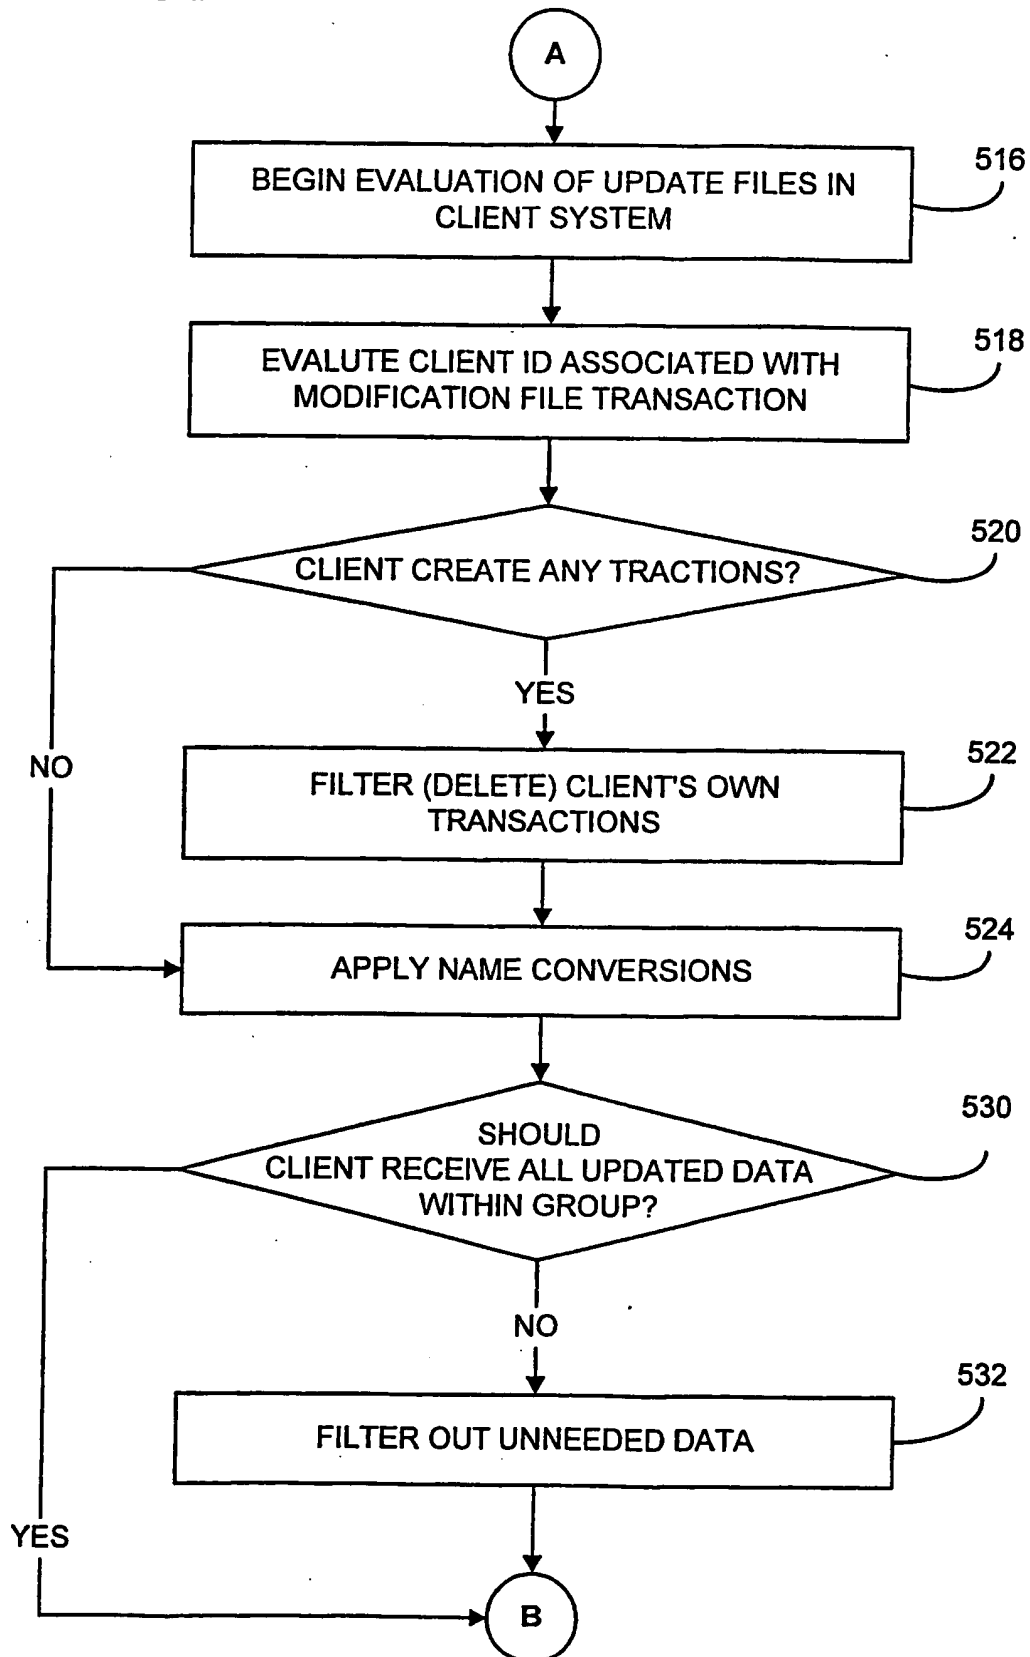 A
BEGIN EVALUATION OF UPDATE FILES IN
CLIENT SYSTEM
516
EVALUTE CLIENT ID ASSOCIATED WITH
MODIFICATION FILE TRANSACTION
518
CLIENT CREATE ANY TRACTIONS?
520
YES
NO
FILTER (DELETE) CLIENT'S OWN
TRANSACTIONS
522
APPLY NAME CONVERSIONS
524
SHOULD
CLIENT RECEIVE ALL UPDATED DATA
WITHIN GROUP?
530
NO
FILTER OUT UNNEEDED DATA
532
YES
B